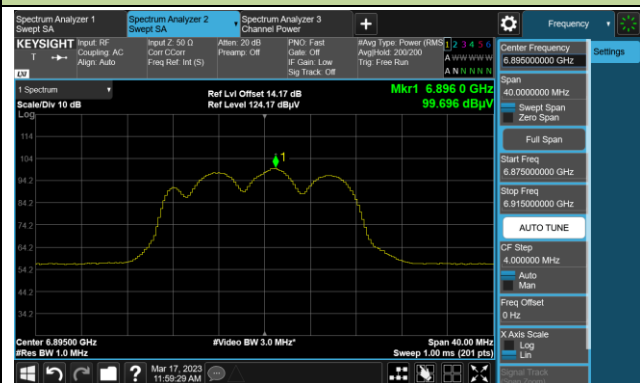 Spectrum Analyzer 1
Swept SA
Spectrum Analyzer 2
Swept SA
Spectrum Analyzer 3
Channel Power
Frequency
KEYSIGHT
Input: RF
Coupling: AC
Align: Auto
Input Z: 50 Ω
Corr CCorr
Freq Ref: Int (S)
Atten: 20 dB
Preamp: Off
PNO: Fast
Gate: Off
IF Gain: Low
Sig Track: Off
#Avg Type: Power (RMS
Avg|Hold: 200/200
Trig: Free Run
1 2 3 4 5 6
A W W W W W
A N N N N N
T
LXI
1 Spectrum
Scale/Div 10 dB
Log
Ref Lvl Offset 14.17 dB
Ref Level 124.17 dBµV
Mkr1 6.896 0 GHz
99.696 dBµV
1
114
104
94.2
84.2
74.2
64.2
54.2
44.2
34.2
Center 6.89500 GHz
#Res BW 1.0 MHz
#Video BW 3.0 MHz*
Span 40.00 MHz
Sweep 1.00 ms (201 pts)
Mar 17, 2023
11:59:29 AM
Center Frequency
6.895000000 GHz
Settings
Span
40.0000000 MHz
Swept Span
Zero Span
Full Span
Start Freq
6.875000000 GHz
Stop Freq
6.915000000 GHz
AUTO TUNE
CF Step
4.000000 MHz
Auto
Man
Freq Offset
0 Hz
X Axis Scale
Log
Lin
Signal Track
(Span Zoom)